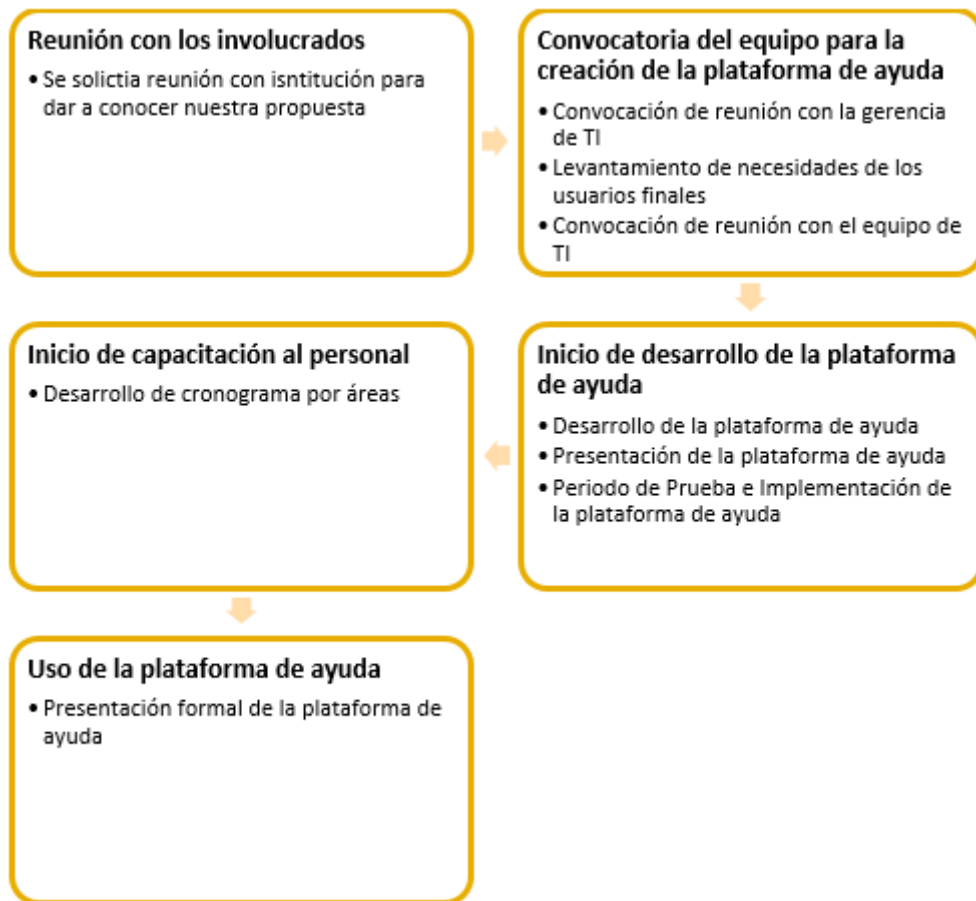 Reunión con los involucrados
• Se solictia reunión con isntitución para
dar a conocer nuestra propuesta
Convocatoria del equipo para la
creación de la plataforma de ayuda
• Convocación de reunión con la gerencia
de TI
• Levantamiento de necesidades de los
usuarios finales
• Convocación de reunión con el equipo de
TI
Inicio de desarrollo de la plataforma
de ayuda
• Desarrollo de la plataforma de ayuda
• Presentación de la plataforma de ayuda
• Periodo de Prueba e Implementación de
la plataforma de ayuda
Inicio de capacitación al personal
• Desarrollo de cronograma por áreas
Uso de la plataforma de ayuda
• Presentación formal de la plataforma de
ayuda